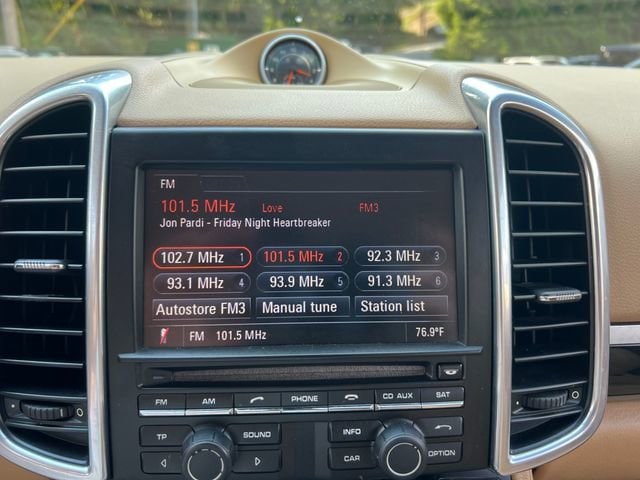 FM
101.5 MHz Love FM3
Jon Pardi - Friday Night Heartbreaker
102.7 MHz 1 101.5 MHz 2 92.3 MHz 3
93.1 MHz 4 93.9 MHz 5 91.3 MHz 6
Autostore FM3 Manual tune Station list
FM 101.5 MHz 76.9°F
FM AM PHONE CD AUX SAT
TP SOUND INFO
CAR OPTION